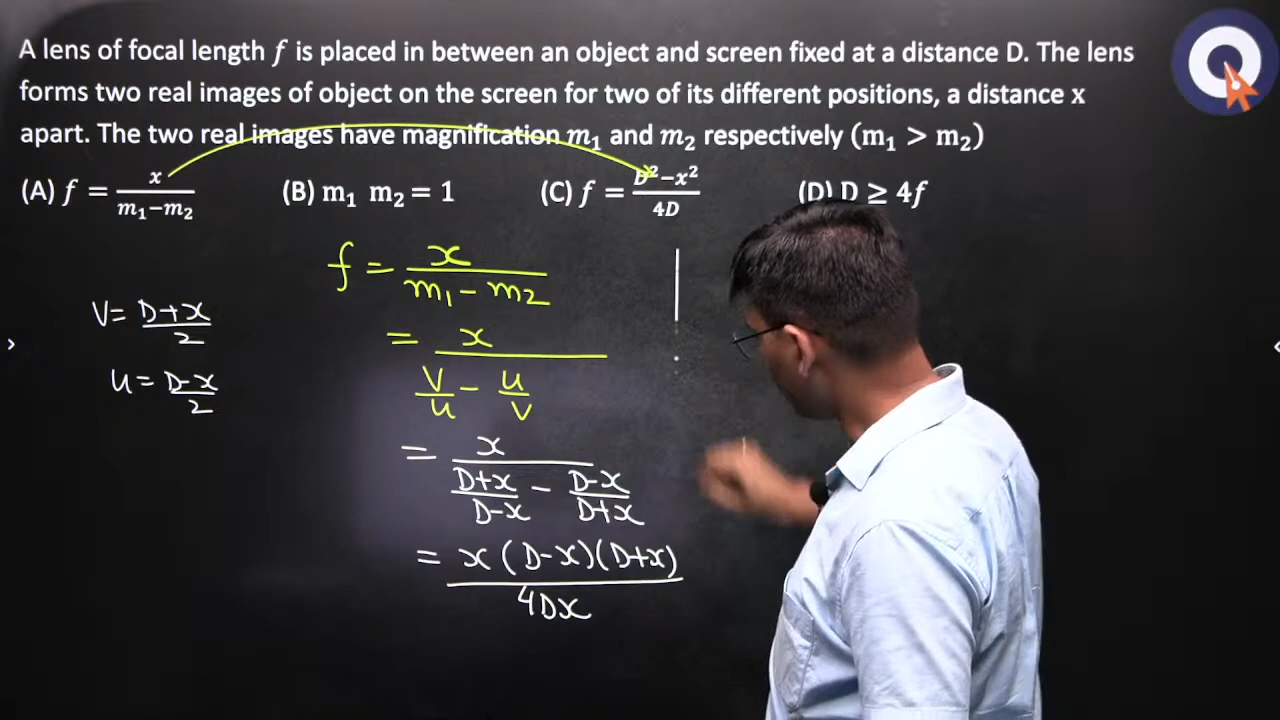 A lens of focal length f is placed in between an object and screen fixed at a distance D. The lens
forms two real images of object on the screen for two of its different positions, a distance x
apart. The two real images have magnification m₁ and m₂ respectively (m₁ > m₂)
(A) f = x/(m₁−m₂) (B) m₁ m₂ = 1 (C) f = (D²−x²)/4D (D) D ≥ 4f
f = x/(m₁ − m₂)
V = (D+x)/2
= x/(V/u − u/V)
u = (D-x)/2
= x/((D+x)/(D-x) − (D-x)/(D+x))
= x(D-x)(D+x)/4Dx